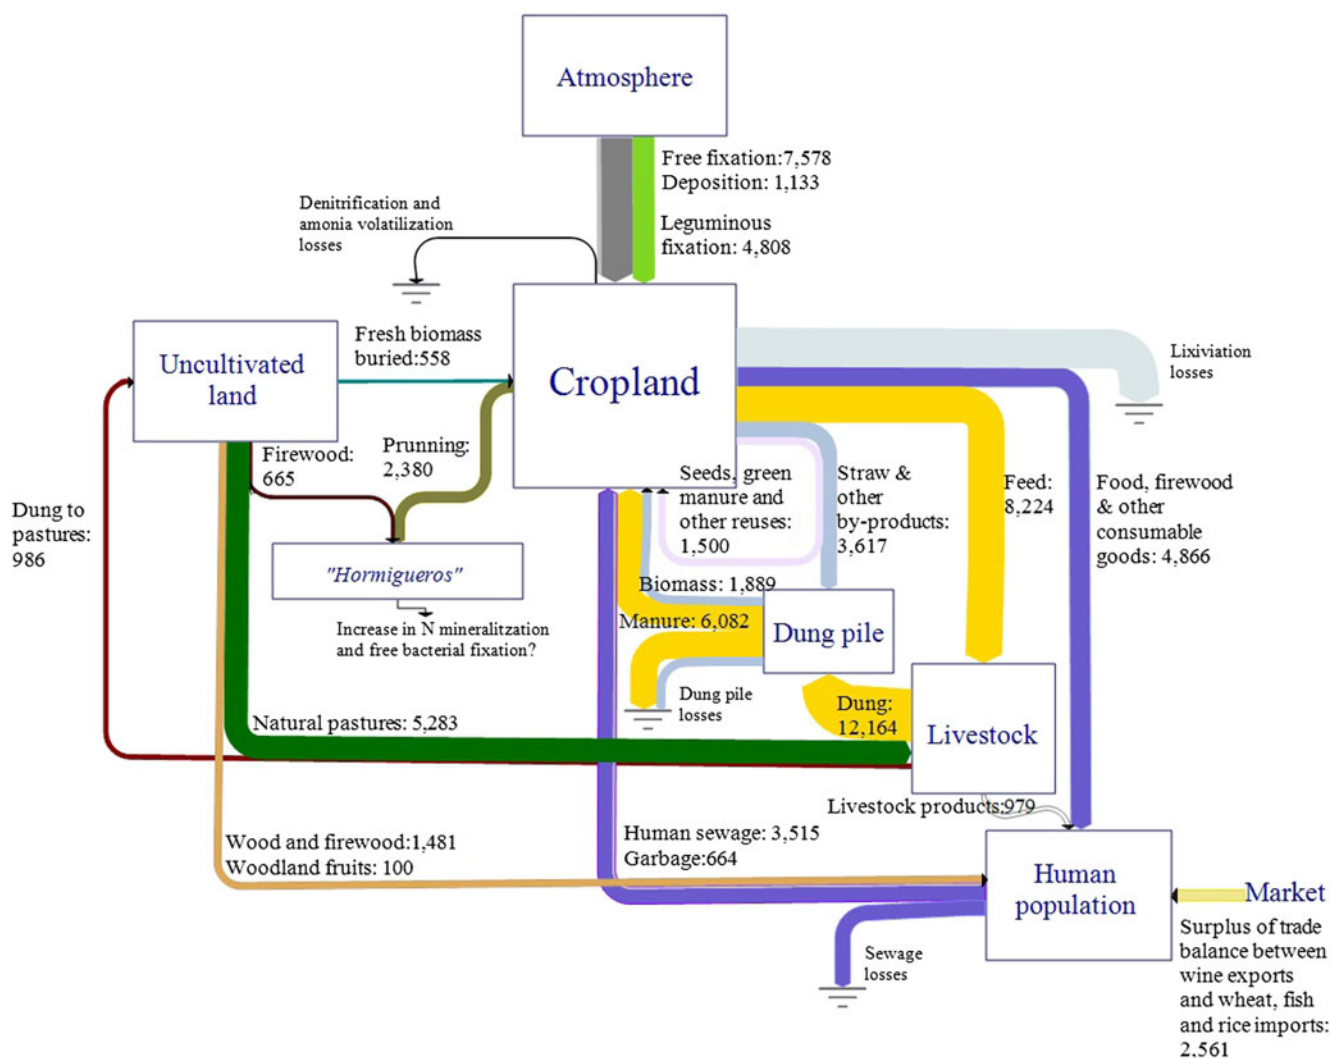 Atmosphere
Free fixation:7,578
Deposition: 1,133
Leguminous
fixation: 4,808
Denitrification and
amonia volatilization
losses
Uncultivated
land
Fresh biomass
buried:558
Cropland
Lixiviation
losses
Firewood:
665
Prunning:
2,380
Seeds, green
manure and
other reuses:
1,500
Straw &
other
by-products:
3,617
Feed:
8,224
Food, firewood
& other
consumable
goods: 4,866
Dung to
pastures:
986
"Hormigueros"
Increase in N mineralitzation
and free bacterial fixation?
Biomass: 1,889
Manure: 6,082
Dung pile
Dung pile
losses
Dung:
12,164
Livestock
Natural pastures: 5,283
Livestock products:979
Wood and firewood:1,481
Woodland fruits: 100
Human sewage: 3,515
Garbage:664
Human
population
Market
Surplus of trade
balance between
wine exports
and wheat, fish
and rice imports:
2,561
Sewage
losses